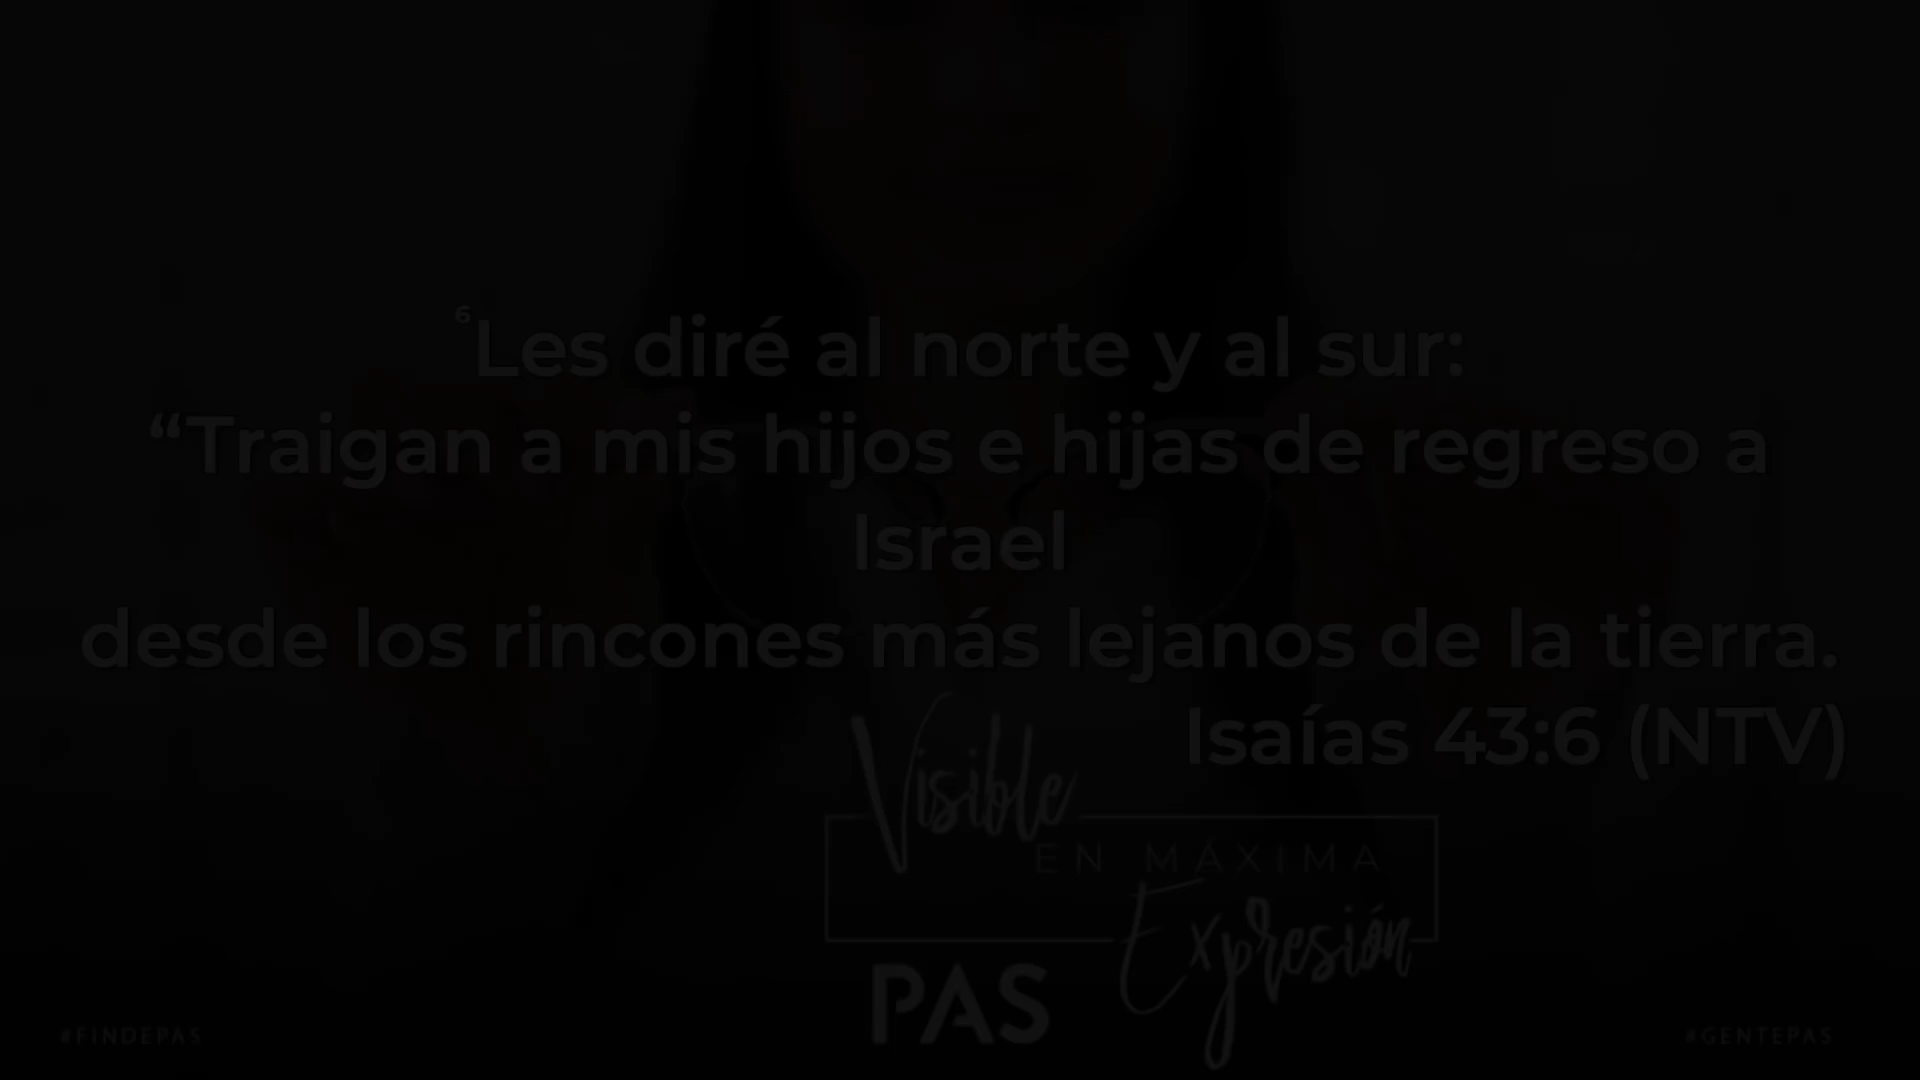 ⁶Les diré al norte y al sur:
“Traigan a mis hijos e hijas de regreso a
Israel
desde los rincones más lejanos de la tierra.
Isaías 43:6 (NTV)
Visible
EN MÁXIMA
Expresión
PAS
#FINDEPAS
#GENTEPAS